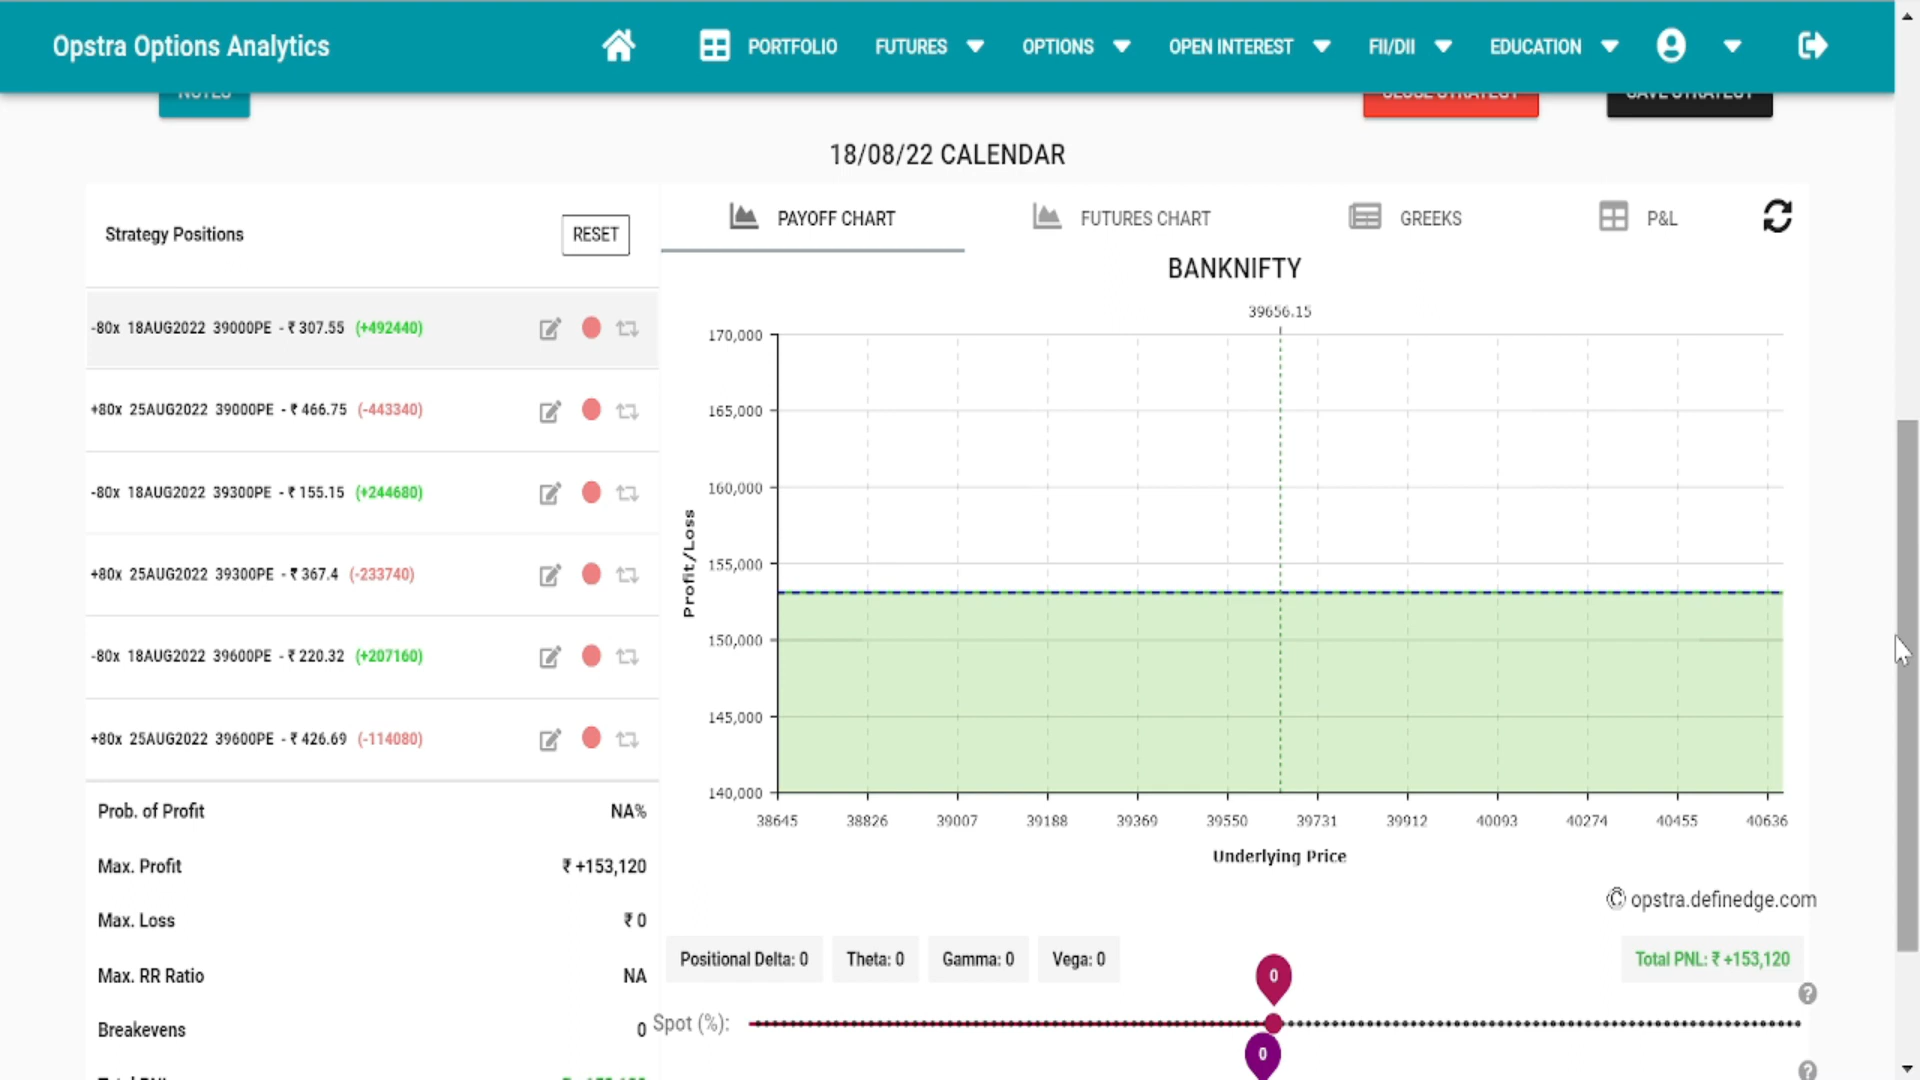 Opstra Options Analytics
PORTFOLIO FUTURES OPTIONS OPEN INTEREST FII/DII EDUCATION
NOTES
CLOSE STRATEGY SAVE STRATEGY
18/08/22 CALENDAR
Strategy Positions RESET
PAYOFF CHART FUTURES CHART GREEKS P&L
BANKNIFTY
39656.15
-80x 18AUG2022 39000PE - ₹ 307.55 (+492440)
+80x 25AUG2022 39000PE - ₹ 466.75 (-443340)
-80x 18AUG2022 39300PE - ₹ 155.15 (+244680)
+80x 25AUG2022 39300PE - ₹ 367.4 (-233740)
-80x 18AUG2022 39600PE - ₹ 220.32 (+207160)
+80x 25AUG2022 39600PE - ₹ 426.69 (-114080)
Prob. of Profit NA%
Max. Profit ₹ +153,120
Max. Loss ₹ 0
Max. RR Ratio NA
Breakevens 0
Profit/Loss
170,000
165,000
160,000
155,000
150,000
145,000
140,000
38645 38826 39007 39188 39369 39550 39731 39912 40093 40274 40455 40636
Underlying Price
© opstra.definedge.com
Positional Delta: 0 Theta: 0 Gamma: 0 Vega: 0 Total PNL: ₹ +153,120
0
Spot (%):
0